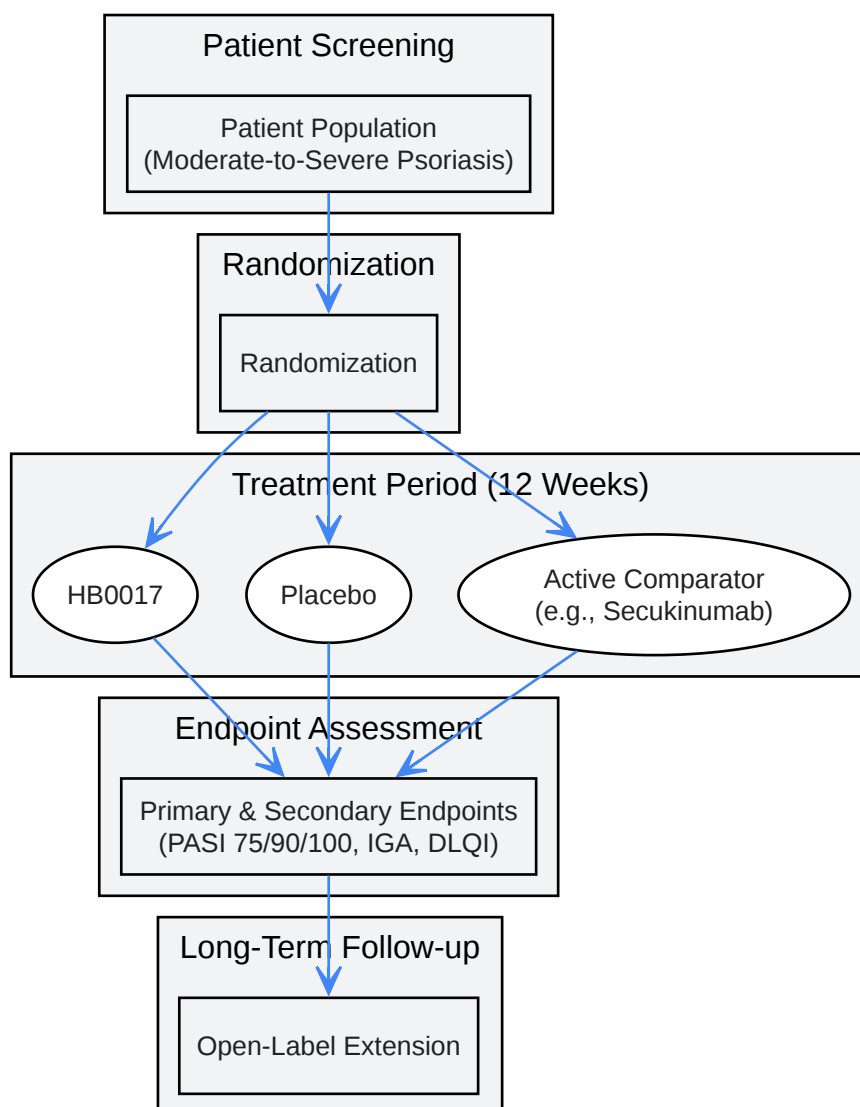 Patient Screening
Patient Population
(Moderate-to-Severe Psoriasis)
Randomization
Randomization
Treatment Period (12 Weeks)
HB0017
Placebo
Active Comparator
(e.g., Secukinumab)
Endpoint Assessment
Primary & Secondary Endpoints
(PASI 75/90/100, IGA, DLQI)
Long-Term Follow-up
Open-Label Extension